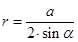 r = a / (2 · sin α)